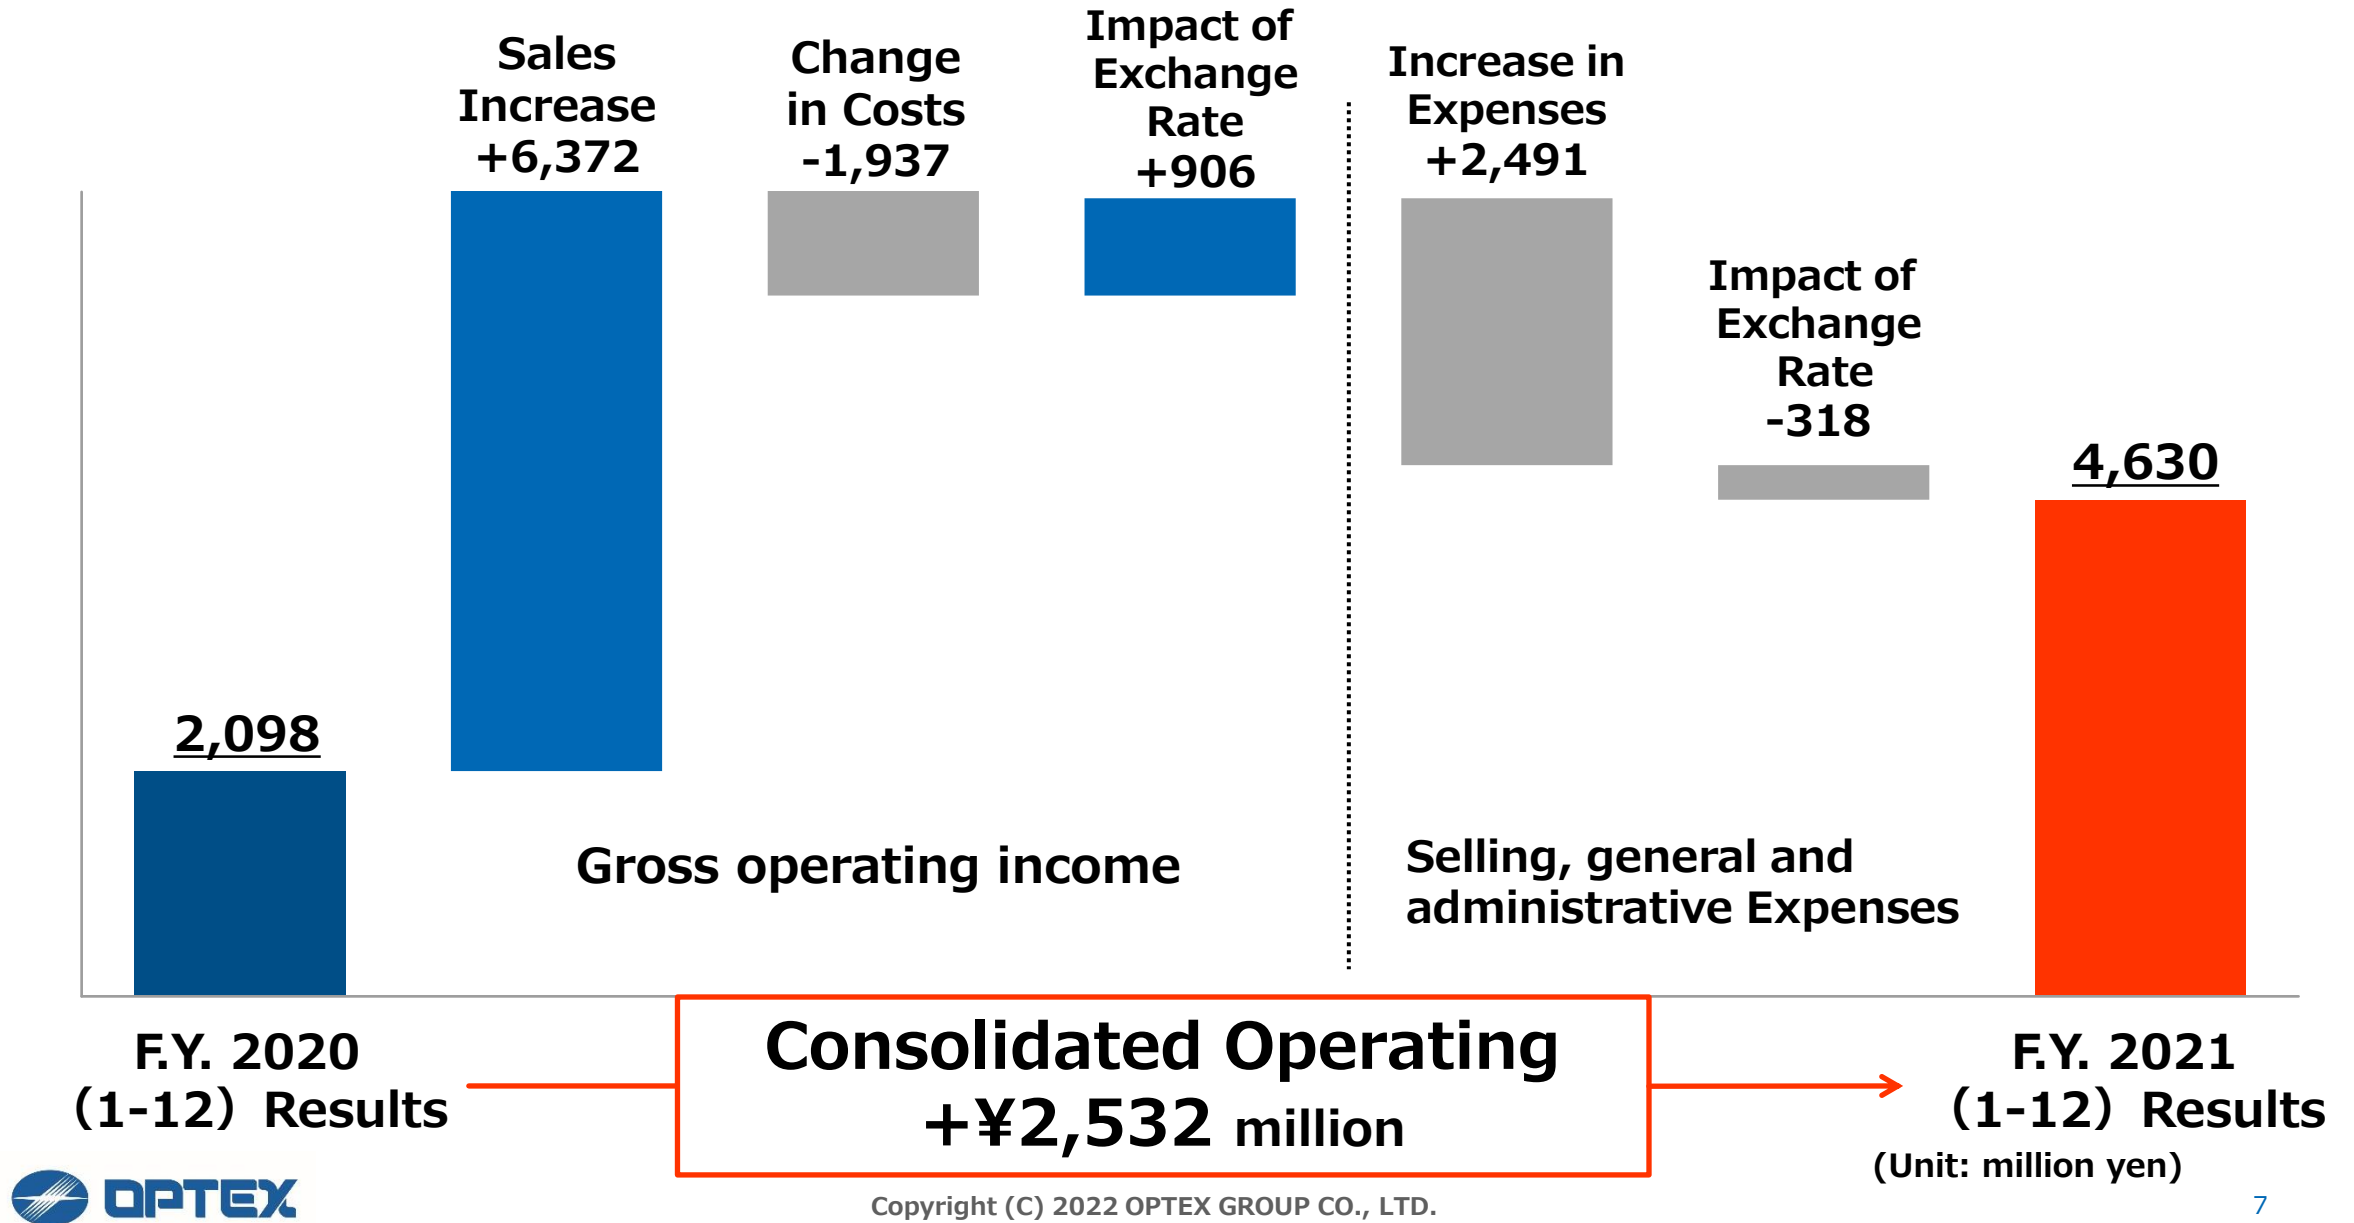 Sales
Increase
+6,372
Change
in Costs
-1,937
Impact of
Exchange
Rate
+906
Increase in
Expenses
+2,491
Impact of
Exchange
Rate
-318
4,630
2,098
Gross operating income
Selling, general and
administrative Expenses
F.Y. 2020
（1-12）Results
Consolidated Operating
+¥2,532 million
F.Y. 2021
（1-12）Results
(Unit: million yen)
OPTEX
Copyright (C) 2022 OPTEX GROUP CO., LTD.
7